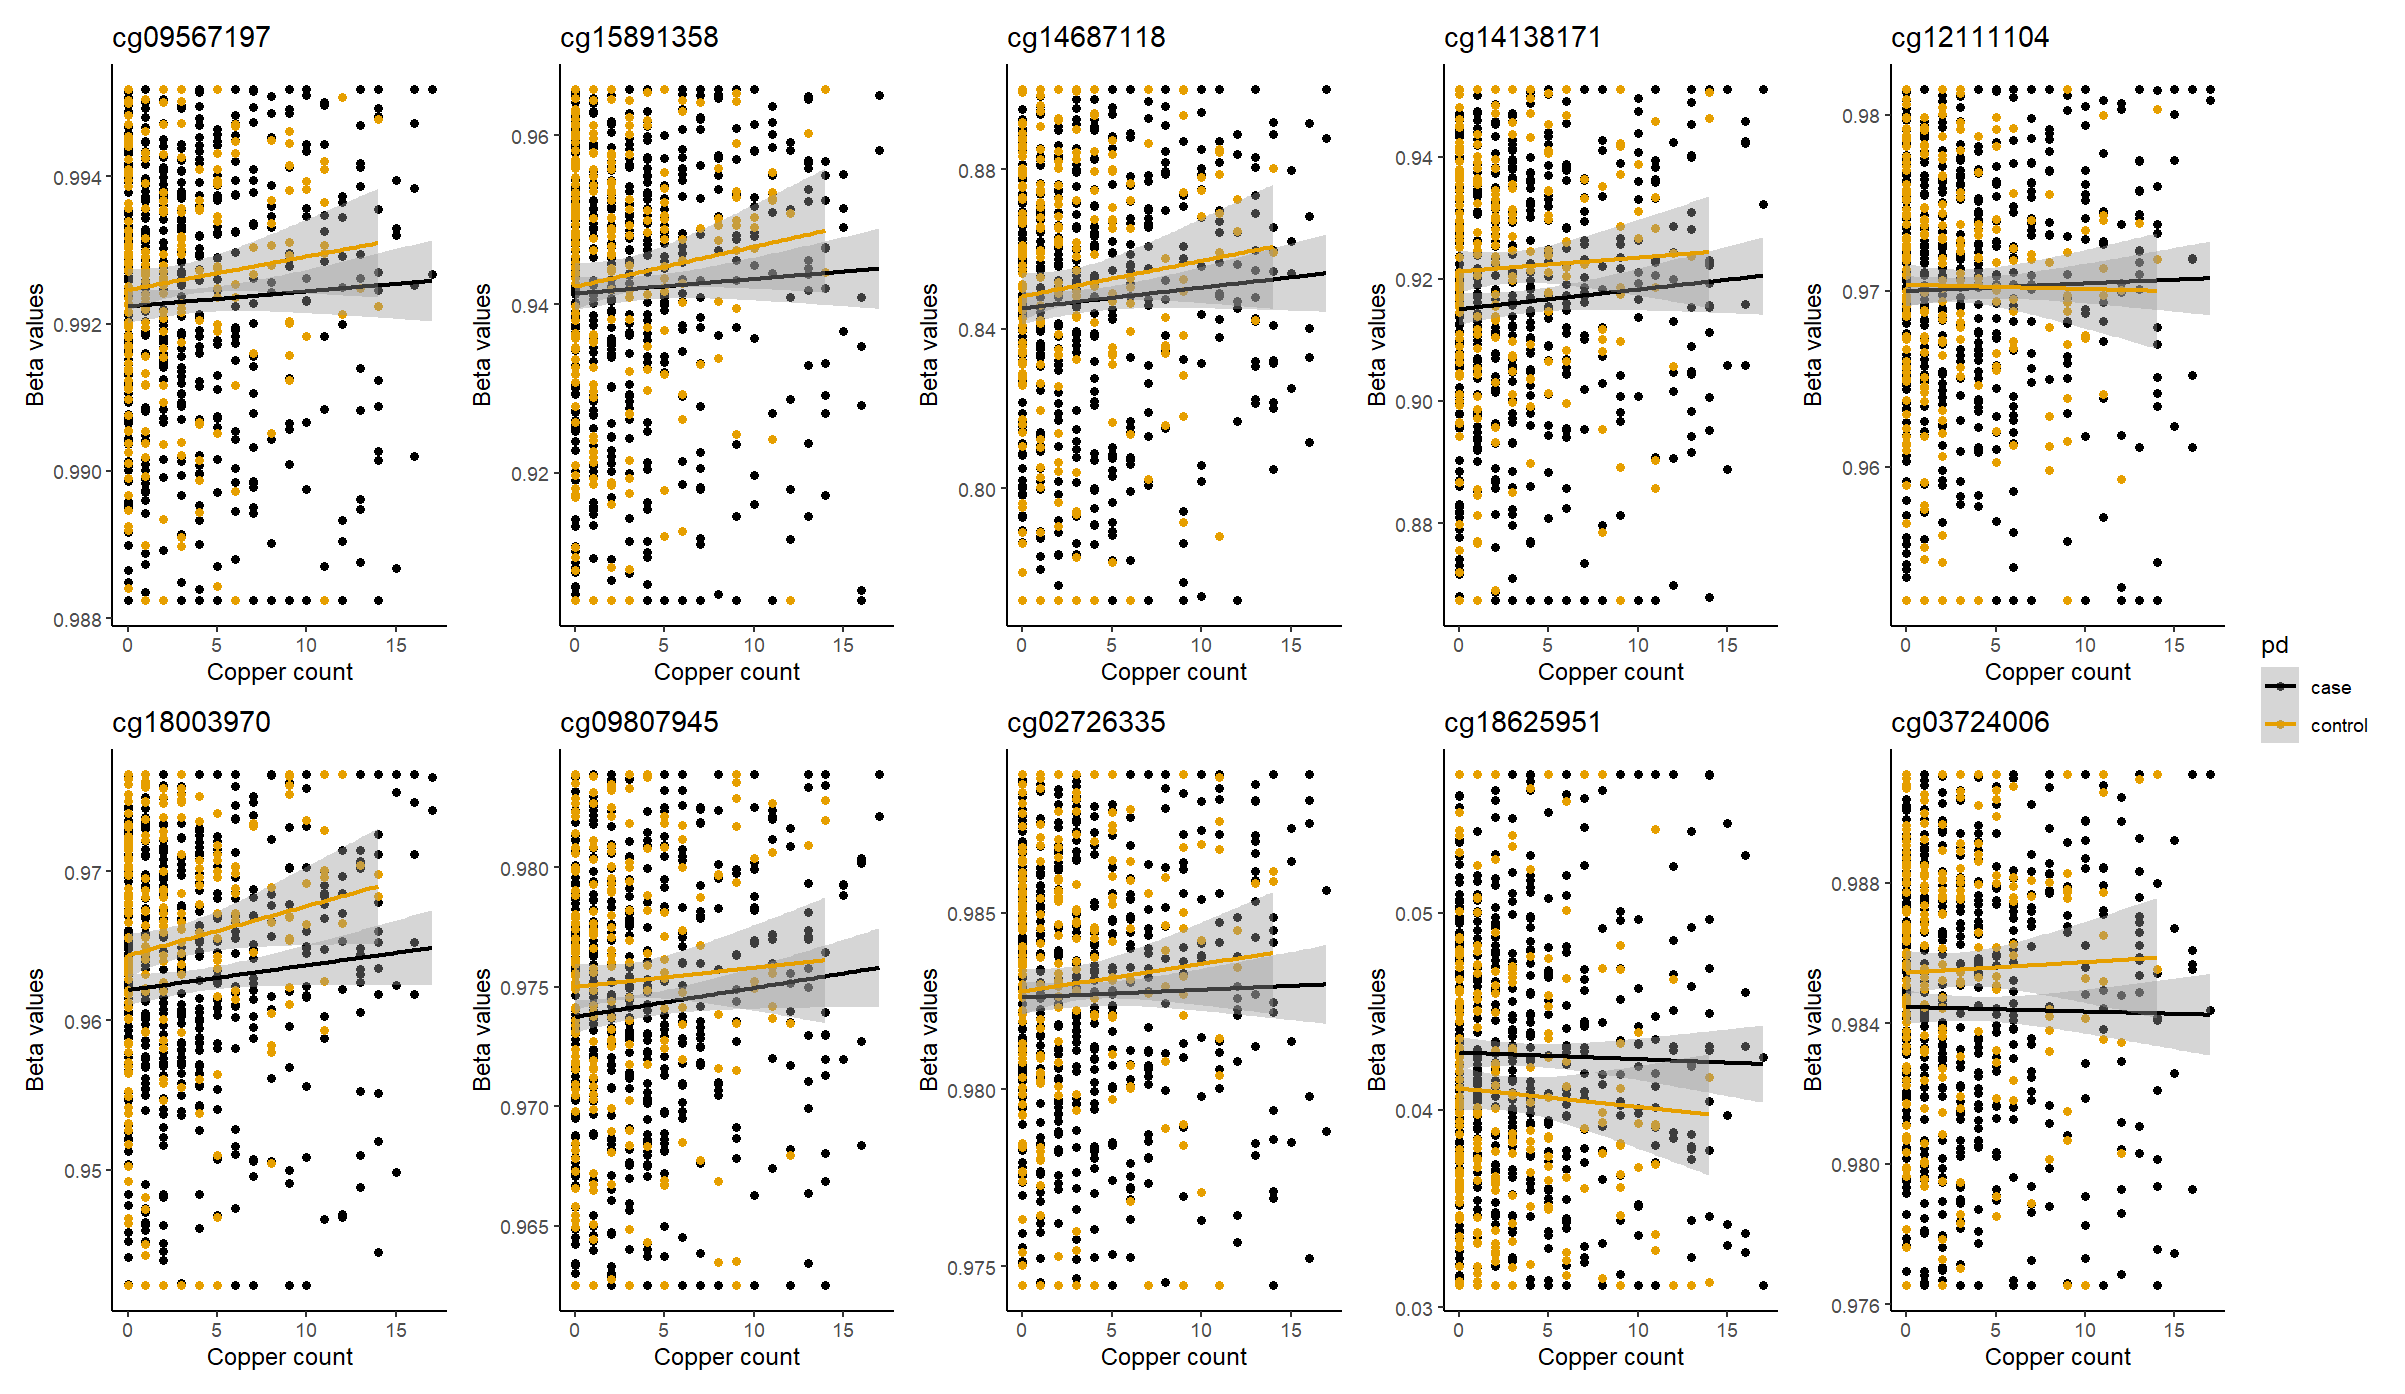 cg09567197
cg15891358
cg14687118
cg14138171
cg12111104
0.994
0.992
0.990
0.988
0.96
0.94
0.92
0.88
0.84
0.80
0.94
0.92
0.90
0.88
0.98
0.97
0.96
Beta values
Beta values
Beta values
Beta values
Beta values
0 5 10 15
0 5 10 15
0 5 10 15
0 5 10 15
0 5 10 15
Copper count
Copper count
Copper count
Copper count
Copper count
pd
case
control
cg18003970
cg09807945
cg02726335
cg18625951
cg03724006
0.97
0.96
0.95
0.980
0.975
0.970
0.965
0.985
0.980
0.975
0.05
0.04
0.03
0.988
0.984
0.980
0.976
Beta values
Beta values
Beta values
Beta values
Beta values
0 5 10 15
0 5 10 15
0 5 10 15
0 5 10 15
0 5 10 15
Copper count
Copper count
Copper count
Copper count
Copper count